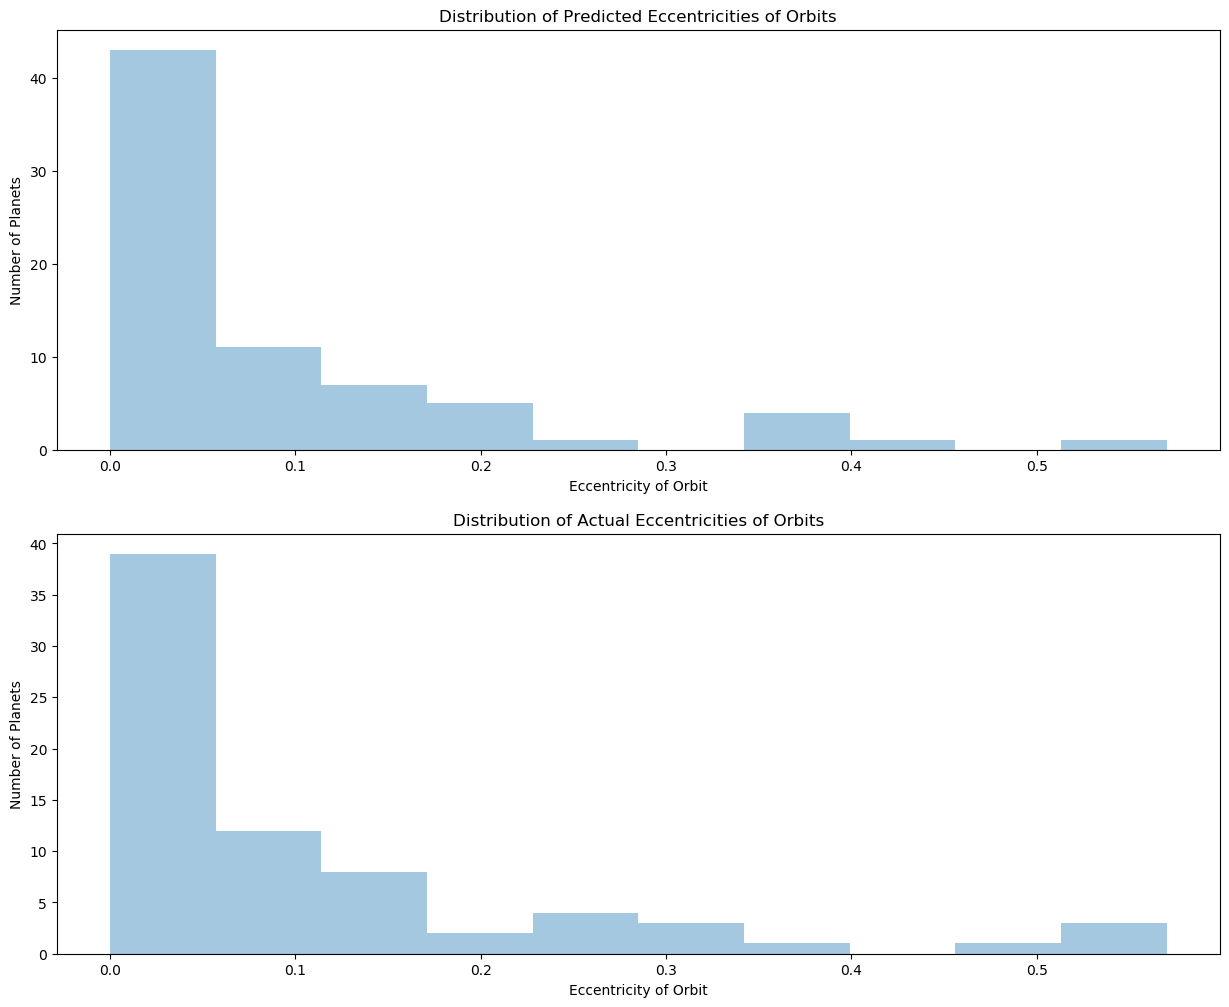 Distribution of Predicted Eccentricities of Orbits
Number of Planets
40
30
20
10
0
0.0 0.1 0.2 0.3 0.4 0.5
Eccentricity of Orbit
Distribution of Actual Eccentricities of Orbits
Number of Planets
40
35
30
25
20
15
10
5
0
0.0 0.1 0.2 0.3 0.4 0.5
Eccentricity of Orbit